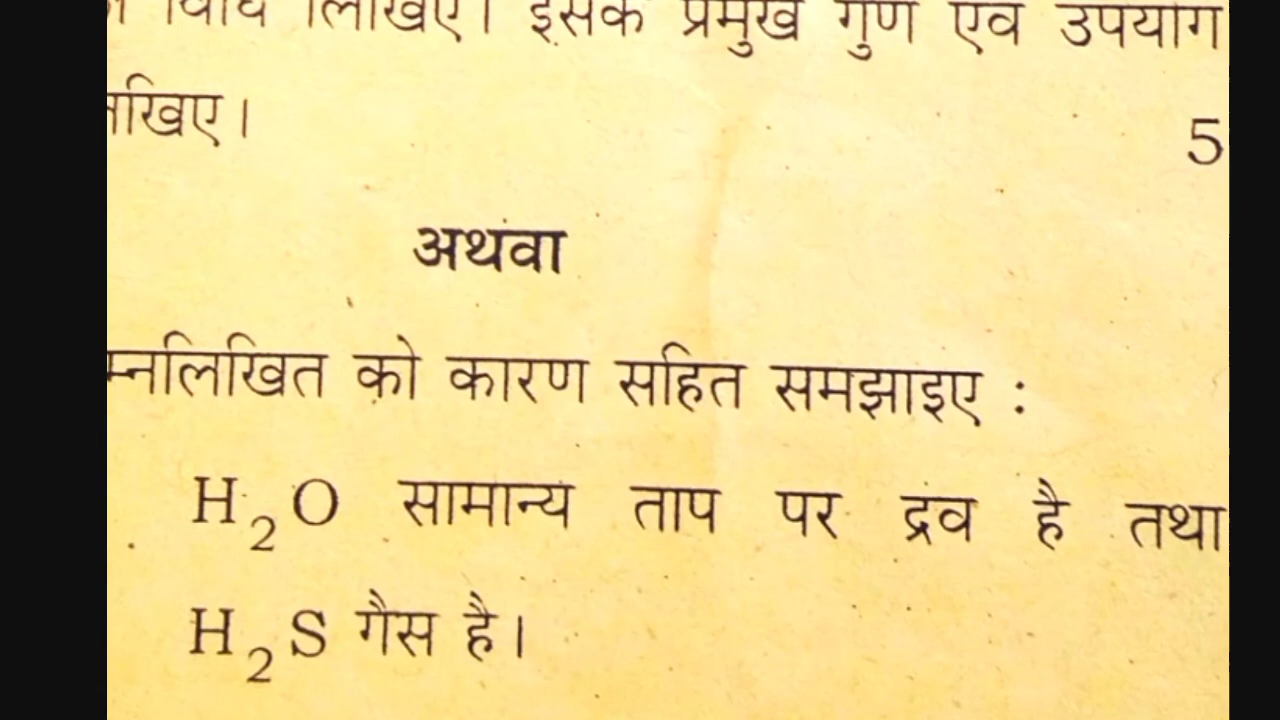 विधि लिखिए। इसके प्रमुख गुण एवं उपयोग
5
अथवा
को कारण सहित समझाइए :
H₂O सामान्य ताप पर द्रव है तथा
H₂S गैस है।